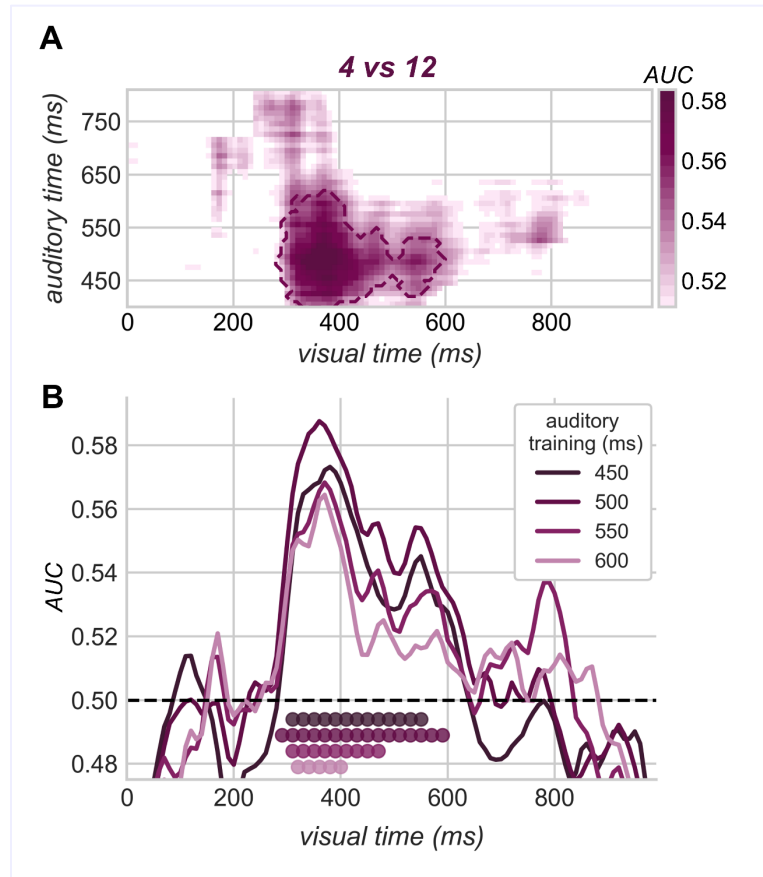 A
4 vs 12
AUC
auditory time (ms)
750
650
550
450
0 200 400 600 800
visual time (ms)
0.58
0.56
0.54
0.52
B
AUC
0.58
0.56
0.54
0.52
0.50
0.48
auditory
training (ms)
450
500
550
600
0 200 400 600 800
visual time (ms)